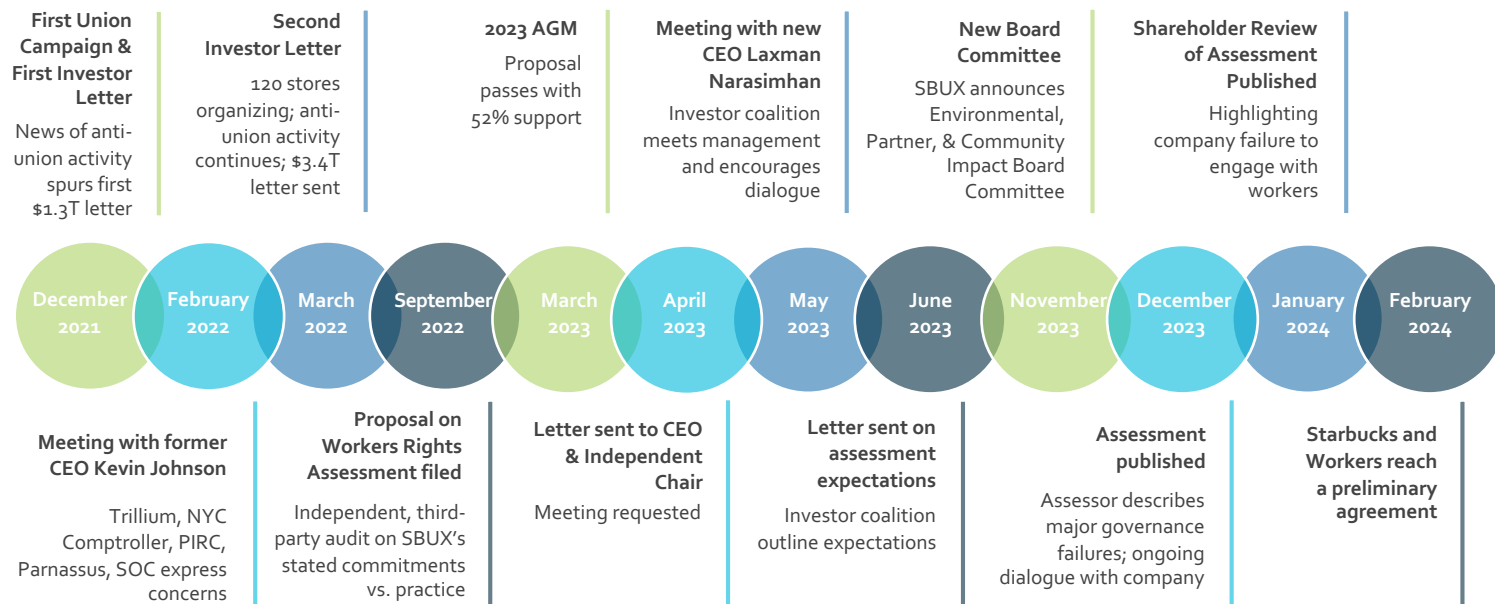 First Union
Campaign &
First Investor
Letter
News of anti-
union activity
spurs first
$1.3T letter
Second
Investor Letter
120 stores
organizing; anti-
union activity
continues; $3.4T
letter sent
2023 AGM
Proposal
passes with
52% support
Meeting with new
CEO Laxman
Narasimhan
Investor coalition
meets management
and encourages
dialogue
New Board
Committee
SBUX announces
Environmental,
Partner, & Community
Impact Board
Committee
Shareholder Review
of Assessment
Published
Highlighting
company failure to
engage with
workers
December
2021
February
2022
March
2022
September
2022
March
2023
April
2023
May
2023
June
2023
November
2023
December
2023
January
2024
February
2024
Meeting with former
CEO Kevin Johnson
Trillium, NYC
Comptroller, PIRC,
Parnassus, SOC express
concerns
Proposal on
Workers Rights
Assessment filed
Independent, third-
party audit on SBUX’s
stated commitments
vs. practice
Letter sent to CEO
& Independent
Chair
Meeting requested
Letter sent on
assessment
expectations
Investor coalition
outline expectations
Assessment
published
Assessor describes
major governance
failures; ongoing
dialogue with company
Starbucks and
Workers reach
a preliminary
agreement